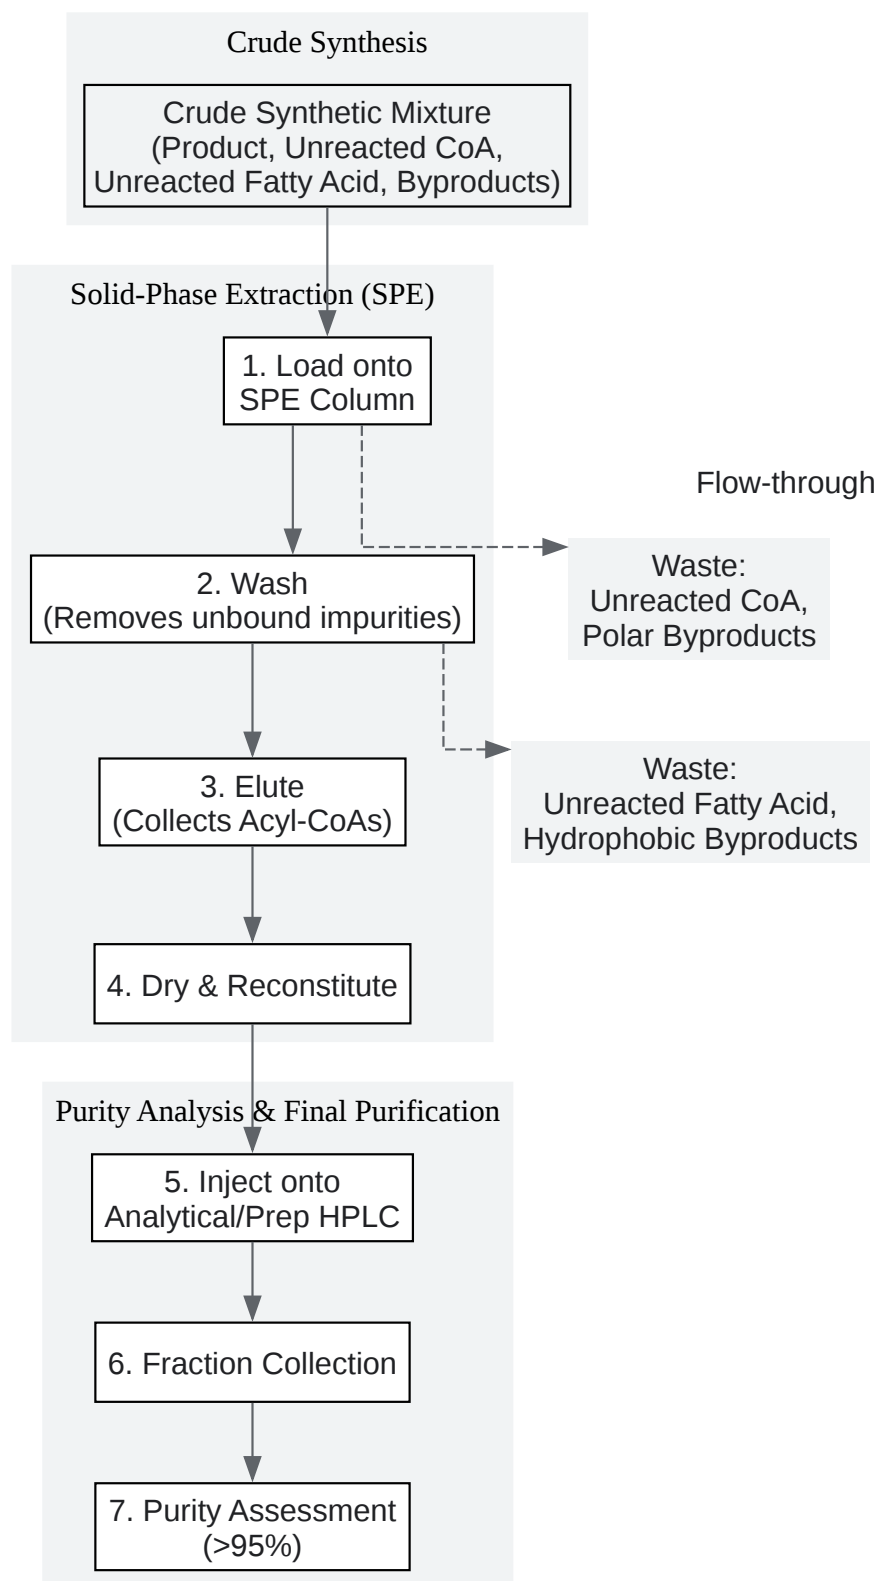 Crude Synthesis
Crude Synthetic Mixture
(Product, Unreacted CoA,
Unreacted Fatty Acid, Byproducts)
Solid-Phase Extraction (SPE)
1. Load onto
SPE Column
Flow-through
2. Wash
(Removes unbound impurities)
Waste:
Unreacted CoA,
Polar Byproducts
3. Elute
(Collects Acyl-CoAs)
Waste:
Unreacted Fatty Acid,
Hydrophobic Byproducts
4. Dry & Reconstitute
Purity Analysis & Final Purification
5. Inject onto
Analytical/Prep HPLC
6. Fraction Collection
7. Purity Assessment
(>95%)